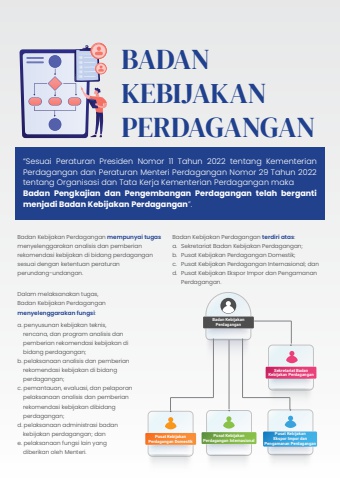 BADAN
KEBIJAKAN
PERDAGANGAN
"Sesuai Peraturan Presiden Nomor 11 Tahun 2022 tentang Kementerian
Perdagangan dan Peraturan Menteri Perdagangan Nomor 29 Tahun 2022
tentang Organisasi dan Tata Kerja Kementerian Perdagangan maka
Badan Pengkajian dan Pengembangan Perdagangan telah berganti
menjadi Badan Kebijakan Perdagangan".
Badan Kebijakan Perdagangan mempunyai tugas
menyelenggarakan analisis dan pemberian
rekomendasi kebijakan di bidang perdagangan
sesuai dengan ketentuan peraturan
perundang-undangan.
Dalam melaksanakan tugas,
Badan Kebijakan Perdagangan
menyelenggarakan fungsi:
a. penyusunan kebijakan teknis,
rencana, dan program analisis dan
pemberian rekomendasi kebijakan di
bidang perdagangan;
b. pelaksanaan analisis dan pemberian
rekomendasi kebijakan di bidang
perdagangan;
c. pemantauan, evaluasi, dan pelaporan
pelaksanaan analisis dan pemberian
rekomendasi kebijakan dibidang
perdagangan;
d. pelaksanaan administrasi badan
kebijakan perdagangan; dan
e. pelaksanaan fungsi lain yang
diberikan oleh Menteri.
Badan Kebijakan Perdagangan terdiri atas:
a. Sekretariat Badan Kebijakan Perdagangan;
b. Pusat Kebijakan Perdagangan Domestik;
c. Pusat Kebijakan Perdagangan Internasional; dan
d. Pusat Kebijakan Ekspor Impor dan Pengamanan
Perdagangan.
Badan Kebijakan
Perdagangan
Sekretariat Badan
Kebijakan Perdagangan
Pusat Kebijakan
Perdagangan Domestik
Pusat Kebijakan
Perdagangan Internasional
Pusat Kebijakan
Ekspor Impor dan
Pengamanan Perdagangan